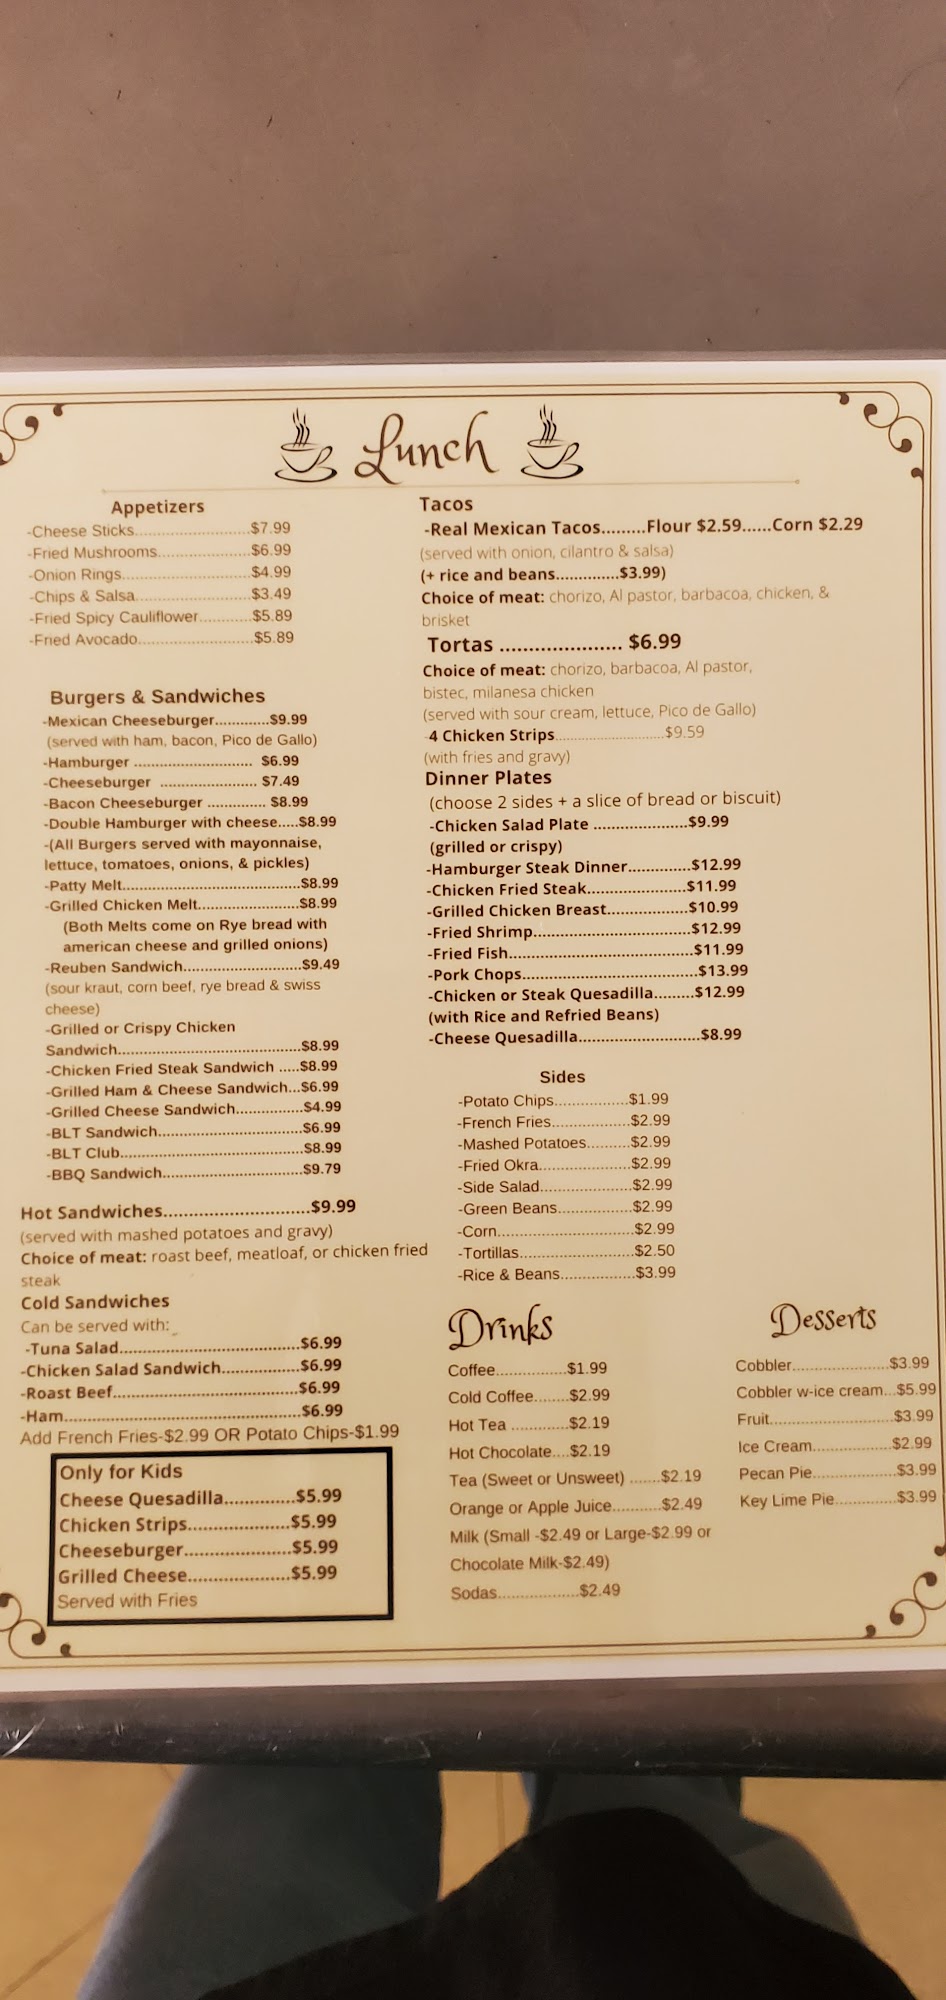 Lunch
Appetizers
-Cheese Sticks............................$7.99
-Fried Mushrooms.......................$6.99
-Onion Rings................................$4.99
-Chips & Salsa.............................$3.49
-Fried Spicy Cauliflower.............$5.89
-Fried Avocado............................$5.89
Burgers & Sandwiches
-Mexican Cheeseburger.............$9.99
(served with ham, bacon, Pico de Gallo)
-Hamburger ............................ $6.99
-Cheeseburger ....................... $7.49
-Bacon Cheeseburger .............. $8.99
-Double Hamburger with cheese.....$8.99
-(All Burgers served with mayonnaise,
lettuce, tomatoes, onions, & pickles)
-Patty Melt...........................................$8.99
-Grilled Chicken Melt........................$8.99
(Both Melts come on Rye bread with
american cheese and grilled onions)
-Reuben Sandwich............................$9.49
(sour kraut, corn beef, rye bread & swiss
cheese)
-Grilled or Crispy Chicken
Sandwich............................................$8.99
-Chicken Fried Steak Sandwich .....$8.99
-Grilled Ham & Cheese Sandwich...$6.99
-Grilled Cheese Sandwich................$4.99
-BLT Sandwich...................................$6.99
-BLT Club............................................$8.99
-BBQ Sandwich..................................$9.79
Hot Sandwiches.............................$9.99
(served with mashed potatoes and gravy)
Choice of meat: roast beef, meatloaf, or chicken fried
steak
Cold Sandwiches
Can be served with:
-Tuna Salad.......................................$6.99
-Chicken Salad Sandwich................$6.99
-Roast Beef........................................$6.99
-Ham...................................................$6.99
Add French Fries-$2.99 OR Potato Chips-$1.99
Only for Kids
Cheese Quesadilla..............$5.99
Chicken Strips....................$5.99
Cheeseburger.....................$5.99
Grilled Cheese....................$5.99
Served with Fries
Tacos
-Real Mexican Tacos.........Flour $2.59......Corn $2.29
(served with onion, cilantro & salsa)
(+ rice and beans.............$3.99)
Choice of meat: chorizo, Al pastor, barbacoa, chicken, &
brisket
Tortas ...................... $6.99
Choice of meat: chorizo, barbacoa, Al pastor,
bistec, milanesa chicken
(served with sour cream, lettuce, Pico de Gallo)
-4 Chicken Strips..........................$9.59
(with fries and gravy)
Dinner Plates
(choose 2 sides + a slice of bread or biscuit)
-Chicken Salad Plate ...................$9.99
(grilled or crispy)
-Hamburger Steak Dinner.............$12.99
-Chicken Fried Steak.....................$11.99
-Grilled Chicken Breast.................$10.99
-Fried Shrimp.................................$12.99
-Fried Fish.......................................$11.99
-Pork Chops.....................................$13.99
-Chicken or Steak Quesadilla.........$12.99
(with Rice and Refried Beans)
-Cheese Quesadilla..........................$8.99
Sides
-Potato Chips..................$1.99
-French Fries...................$2.99
-Mashed Potatoes..........$2.99
-Fried Okra......................$2.99
-Side Salad......................$2.99
-Green Beans..................$2.99
-Corn.................................$2.99
-Tortillas............................$2.50
-Rice & Beans..................$3.99
Drinks
Coffee.................$1.99
Cold Coffee........$2.99
Hot Tea .............$2.19
Hot Chocolate....$2.19
Tea (Sweet or Unsweet) .......$2.19
Orange or Apple Juice...........$2.49
Milk (Small -$2.49 or Large-$2.99 or
Chocolate Milk-$2.49)
Sodas...................$2.49
Desserts
Cobbler.......................$3.99
Cobbler w-ice cream...$5.99
Fruit..............................$3.99
Ice Cream...................$2.99
Pecan Pie....................$3.99
Key Lime Pie...............$3.99